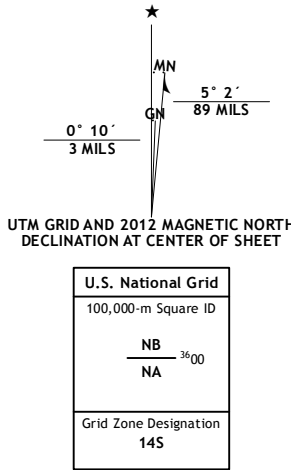 ★
MN
GN
5° 2´
89 MILS
0° 10´
3 MILS
UTM GRID AND 2012 MAGNETIC NORTH
DECLINATION AT CENTER OF SHEET
U.S. National Grid
100,000-m Square ID
NB
3600
NA
Grid Zone Designation
14S